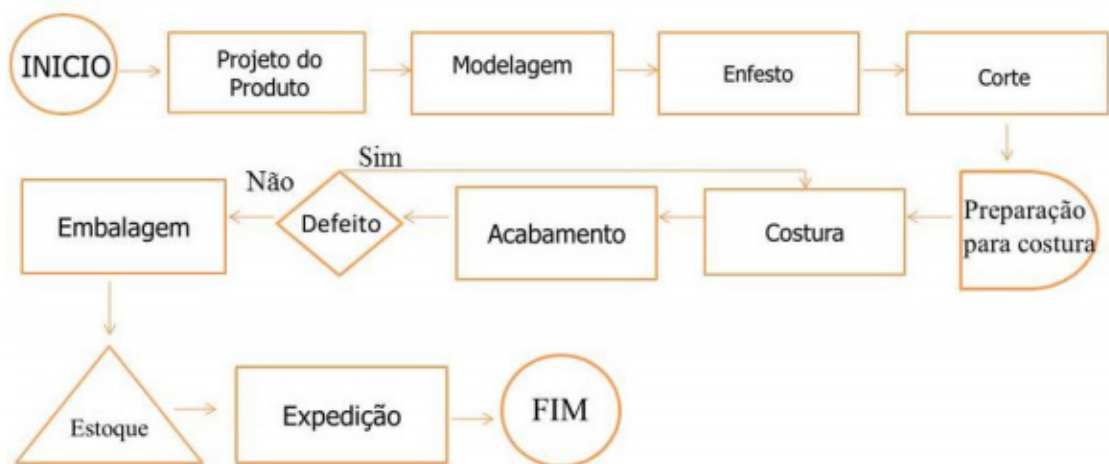 INICIO
Projeto do
Produto
Modelagem
Enfesto
Corte
Preparação
para costura
Costura
Acabamento
Defeito
Sim
Não
Embalagem
Estoque
Expedição
FIM